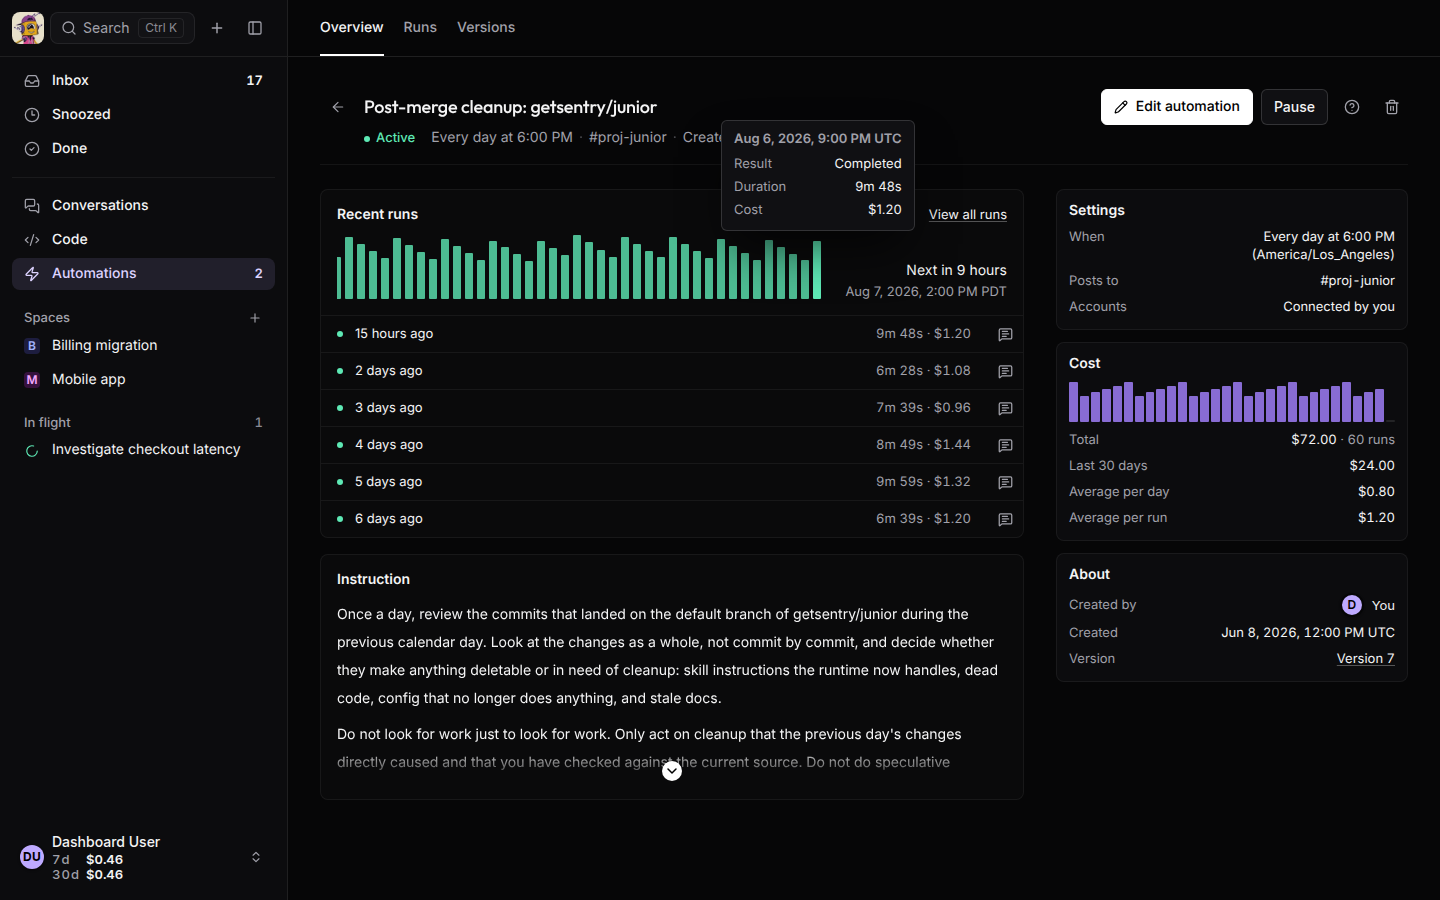 Search Ctrl K
Overview Runs Versions
Inbox 17
Snoozed
Done
Conversations
Code
Automations 2
Spaces
B Billing migration
M Mobile app
In flight 1
Investigate checkout latency
DU Dashboard User
7d $0.46
30d $0.46
Post-merge cleanup: getsentry/junior
Edit automation Pause
Active Every day at 6:00 PM · #proj-junior ·
Aug 6, 2026, 9:00 PM UTC
Result Completed
Duration 9m 48s
Cost $1.20
Recent runs View all runs
Next in 9 hours
Aug 7, 2026, 2:00 PM PDT
15 hours ago 9m 48s · $1.20
2 days ago 6m 28s · $1.08
3 days ago 7m 39s · $0.96
4 days ago 8m 49s · $1.44
5 days ago 9m 59s · $1.32
6 days ago 6m 39s · $1.20
Instruction
Once a day, review the commits that landed on the default branch of getsentry/junior during the
previous calendar day. Look at the changes as a whole, not commit by commit, and decide whether
they make anything deletable or in need of cleanup: skill instructions the runtime now handles, dead
code, config that no longer does anything, and stale docs.
Do not look for work just to look for work. Only act on cleanup that the previous day's changes
directly caused and that you have checked against the current source. Do not do speculative
Settings
When Every day at 6:00 PM
(America/Los_Angeles)
Posts to #proj-junior
Accounts Connected by you
Cost
Total $72.00 · 60 runs
Last 30 days $24.00
Average per day $0.80
Average per run $1.20
About
Created by D You
Created Jun 8, 2026, 12:00 PM UTC
Version Version 7